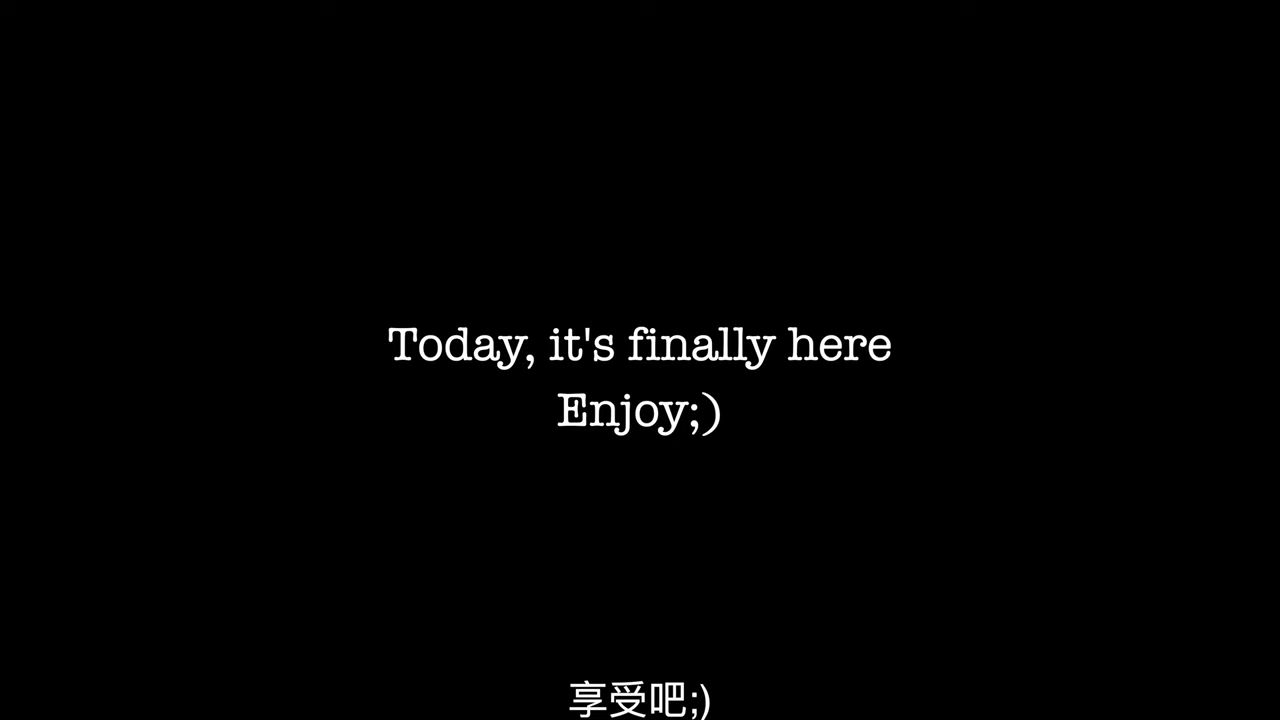 Today, it's finally here
Enjoy;)
享受吧;)